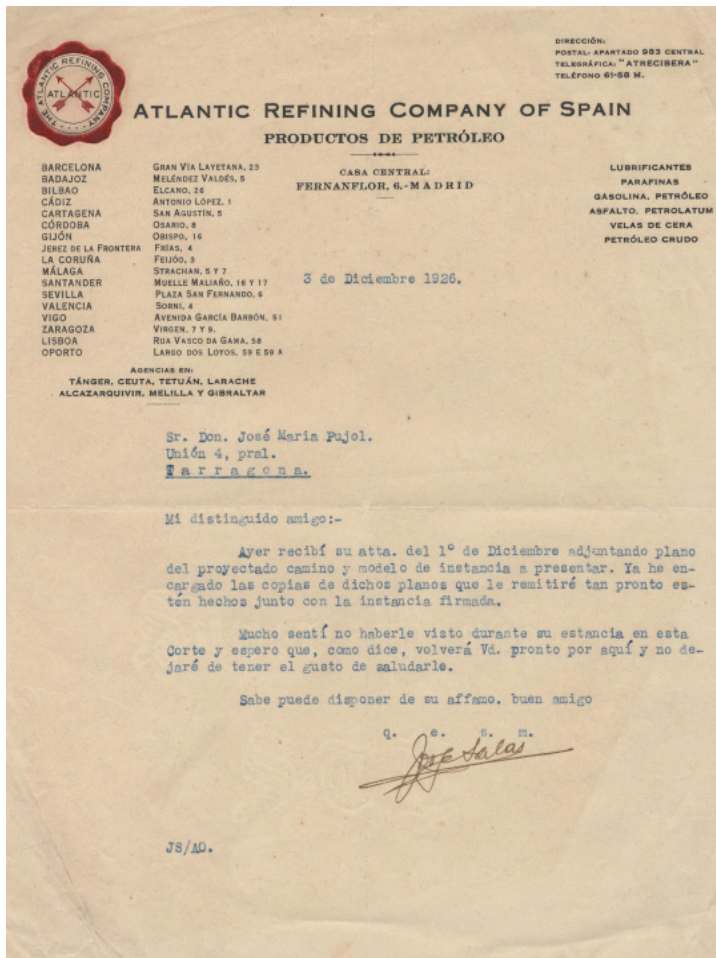 DIRECCIÓN:
POSTAL: APARTADO 983 CENTRAL
TELEGRÁFICA: "ATRECIBERA"
TELÉFONO 61-58 M.
THE ATLANTIC REFINING COMPANY
ATLANTIC
ATLANTIC REFINING COMPANY OF SPAIN
PRODUCTOS DE PETRÓLEO
CASA CENTRAL:
FERNANFLOR, 6.-MADRID
BARCELONA GRAN VÍA LAYETANA, 23
BADAJOZ MELÉNDEZ VALDÉS, 5
BILBAO ELCANO, 26
CÁDIZ ANTONIO LÓPEZ, 1
CARTAGENA SAN AGUSTÍN, 5
CÓRDOBA OSARIO, 8
GIJÓN OBISPO, 16
JEREZ DE LA FRONTERA FRÍAS, 4
LA CORUÑA FEIJÓO, 3
MÁLAGA STRACHAN, 5 Y 7
SANTANDER MUELLE MALIAÑO, 16 Y 17
SEVILLA PLAZA SAN FERNANDO, 6
VALENCIA SORNI, 4
VIGO AVENIDA GARCÍA BARBÓN, 51
ZARAGOZA VIRGEN, 7 Y 9.
LISBOA RUA VASCO DA GAMA, 58
OPORTO LARGO DOS LOYOS, 59 E 59 A
AGENCIAS EN:
TÁNGER, CEUTA, TETUÁN, LARACHE
ALCAZARQUIVIR, MELILLA Y GIBRALTAR
LUBRIFICANTES
PARAFINAS
GASOLINA, PETRÓLEO
ASFALTO, PETROLATUM
VELAS DE CERA
PETRÓLEO CRUDO
3 de Diciembre 1926.
Sr. Don. José Maria Pujol.
Unión 4, pral.
Tarragona.
Mi distinguido amigo:-
Ayer recibí su atta. del 1º de Diciembre adjuntando plano
del proyectado camino y modelo de instancia a presentar. Ya he en-
cargado las copias de dichos planos que le remitiré tan pronto es-
tén hechos junto con la instancia firmada.
Mucho sentí no haberle visto durante su estancia en esta
Corte y espero que, como dice, volverá Vd. pronto por aquí y no de-
jaré de tener el gusto de saludarle.
Sabe puede disponer de su affamo. buen amigo
q. e. s. m.
Jorge Salas
JS/AO.